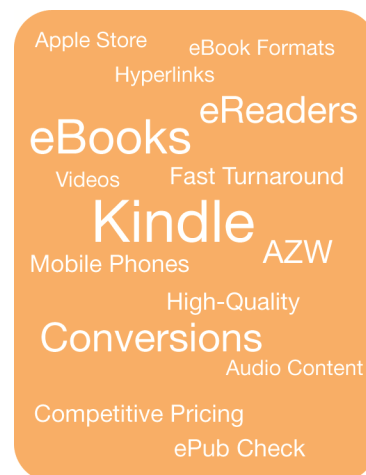 Apple Store
eBook Formats
Hyperlinks
eReaders
eBooks
Videos
Fast Turnaround
Kindle
AZW
Mobile Phones
High-Quality
Conversions
Audio Content
Competitive Pricing
ePub Check